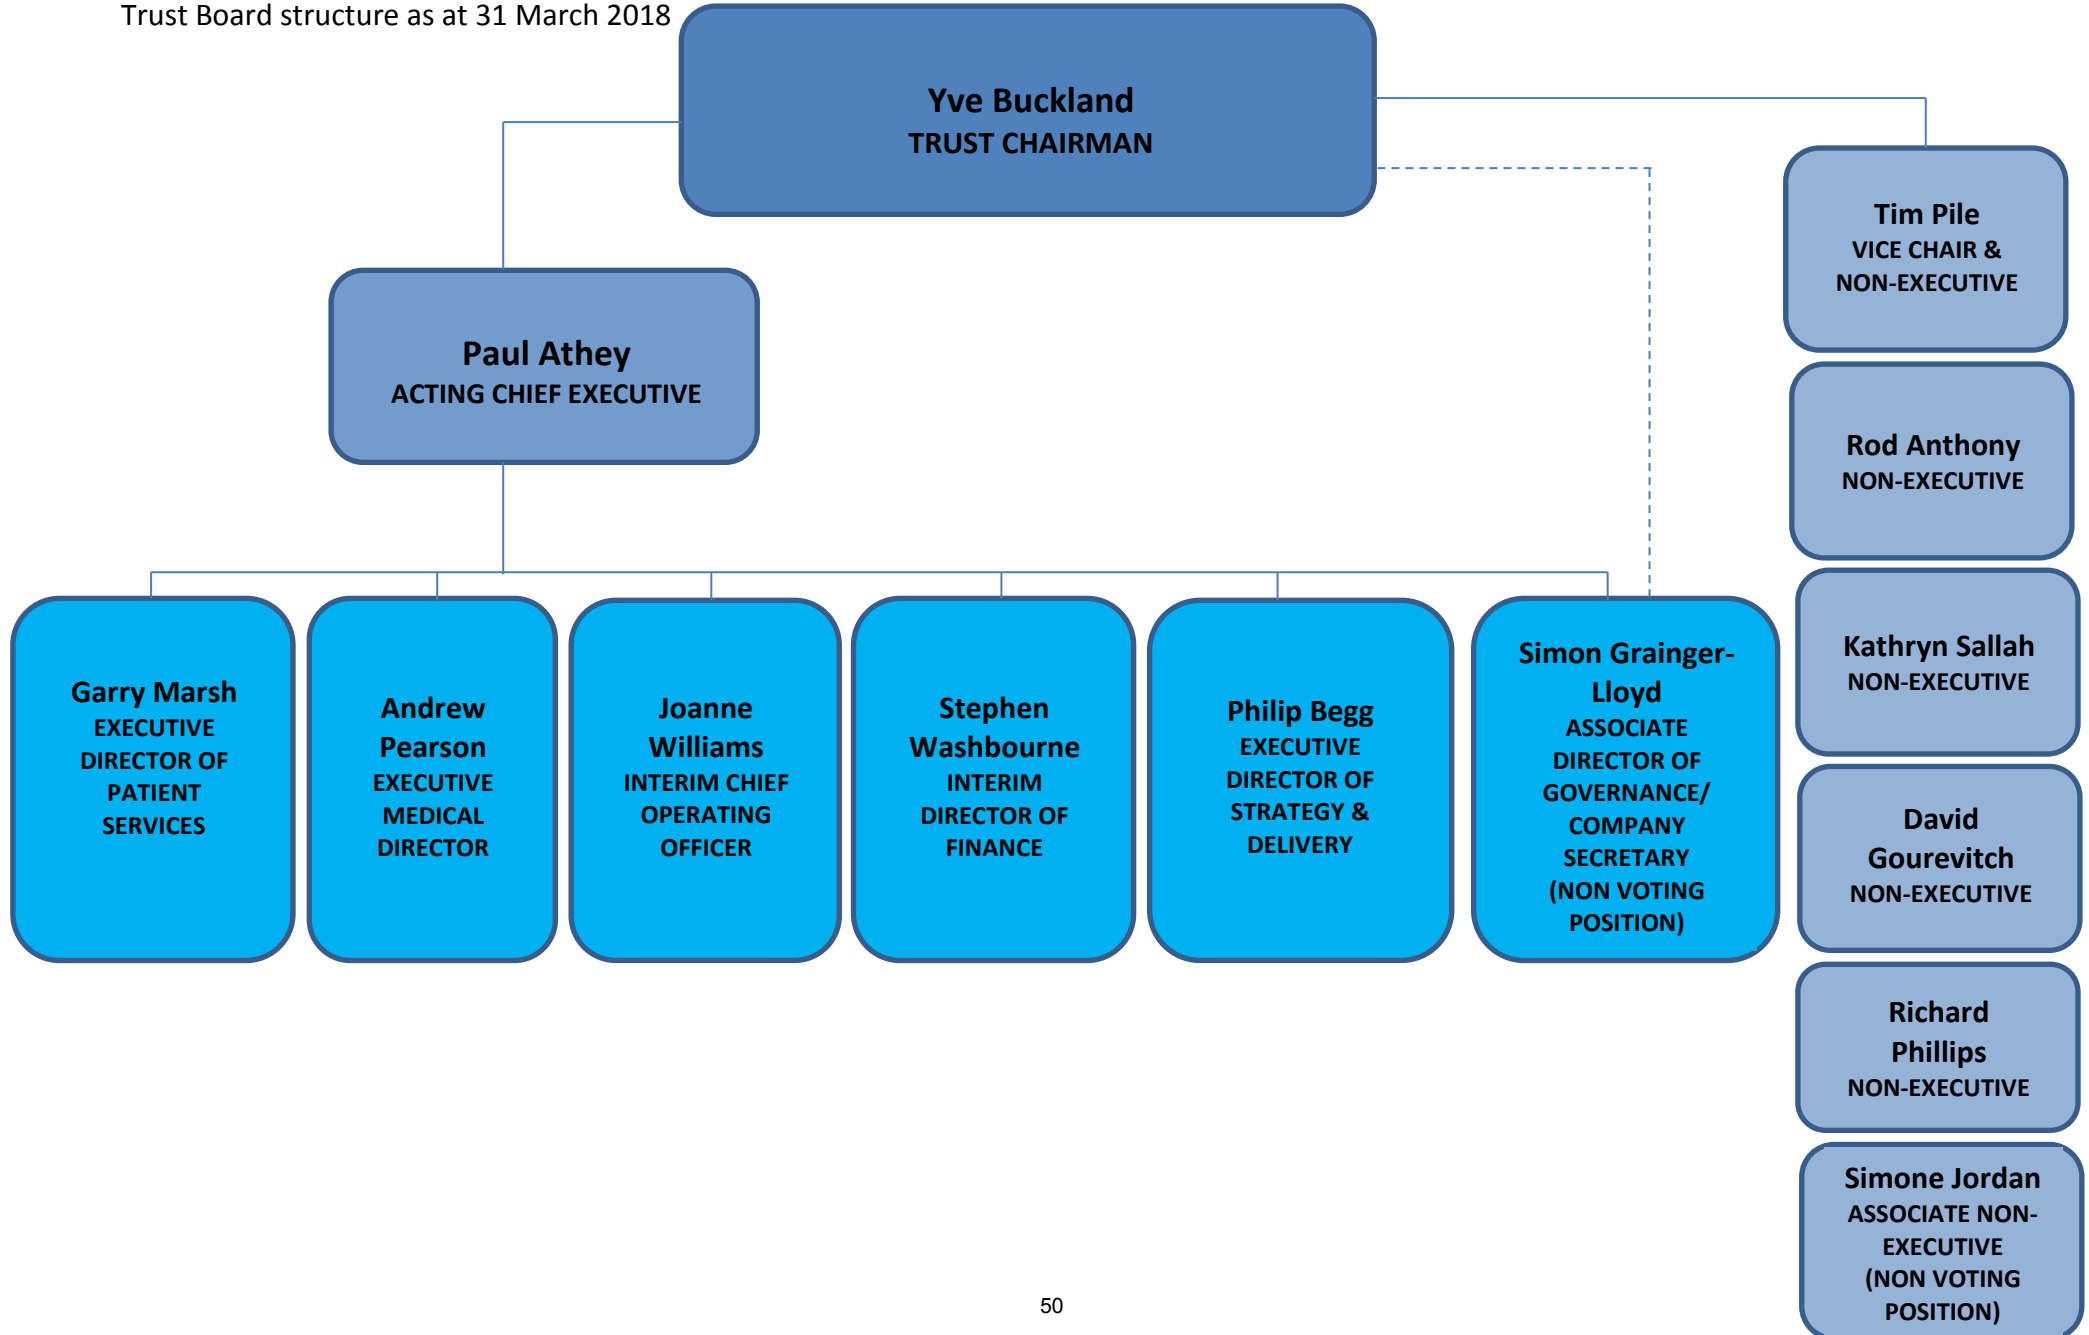 Trust Board structure as at 31 March 2018
Yve Buckland
TRUST CHAIRMAN
Tim Pile
VICE CHAIR &
NON-EXECUTIVE
Paul Athey
ACTING CHIEF EXECUTIVE
Rod Anthony
NON-EXECUTIVE
Garry Marsh
EXECUTIVE
DIRECTOR OF
PATIENT
SERVICES
Andrew
Pearson
EXECUTIVE
MEDICAL
DIRECTOR
Joanne
Williams
INTERIM CHIEF
OPERATING
OFFICER
Stephen
Washbourne
INTERIM
DIRECTOR OF
FINANCE
Philip Begg
EXECUTIVE
DIRECTOR OF
STRATEGY &
DELIVERY
Simon Grainger-
Lloyd
ASSOCIATE
DIRECTOR OF
GOVERNANCE/
COMPANY
SECRETARY
(NON VOTING
POSITION)
Kathryn Sallah
NON-EXECUTIVE
David
Gourevitch
NON-EXECUTIVE
Richard
Phillips
NON-EXECUTIVE
Simone Jordan
ASSOCIATE NON-
EXECUTIVE
(NON VOTING
POSITION)
50